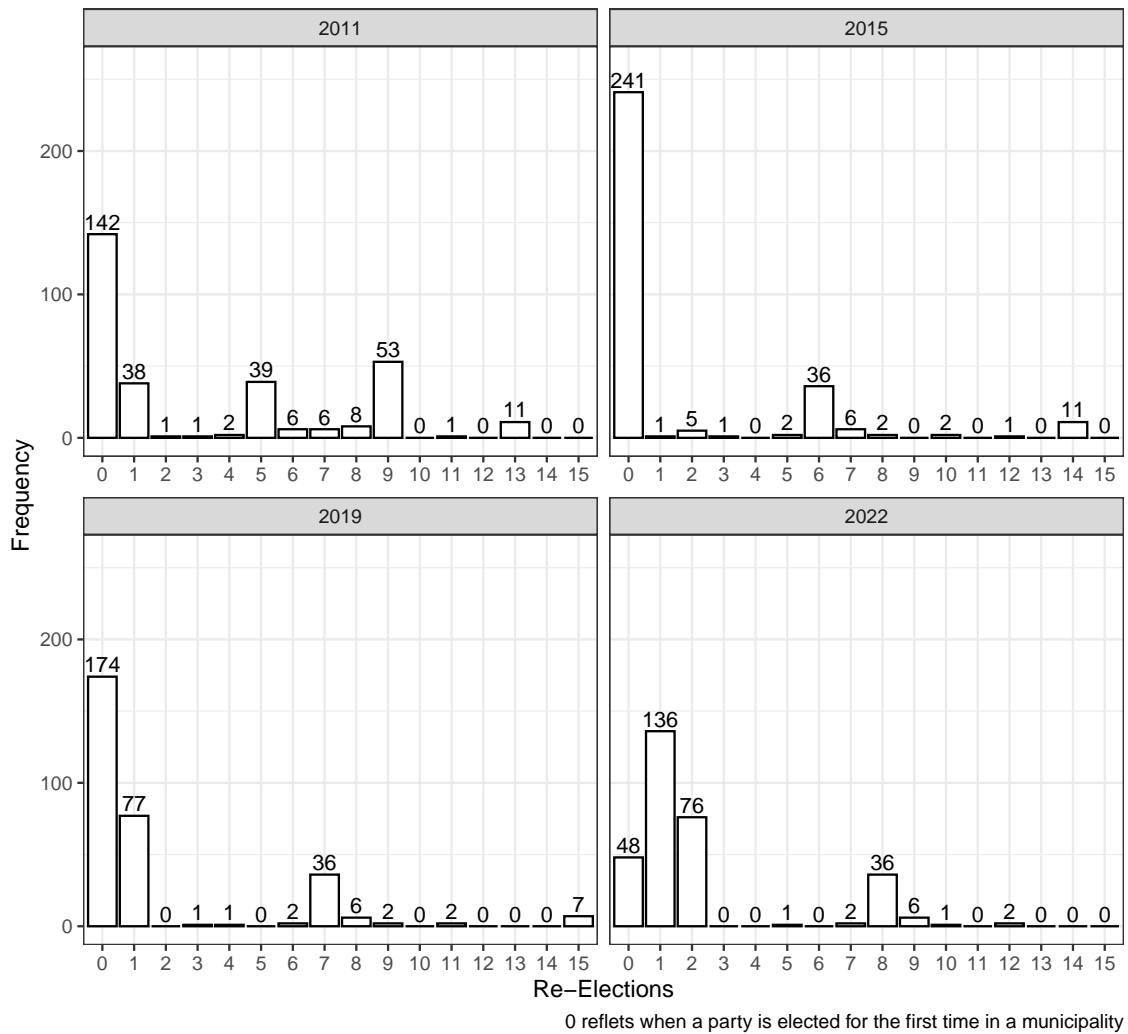 2011
142 38 1 1 2 39 6 6 8 53 0 1 0 11 0 0
0 1 2 3 4 5 6 7 8 9 10 11 12 13 14 15
2015
241 1 5 1 0 2 36 6 2 0 2 0 1 0 11 0
0 1 2 3 4 5 6 7 8 9 10 11 12 13 14 15
200
100
0
Frequency
2019
174 77 0 1 1 0 2 36 6 2 0 2 0 0 0 7
0 1 2 3 4 5 6 7 8 9 10 11 12 13 14 15
2022
48 136 76 0 0 1 0 2 36 6 1 0 2 0 0 0
0 1 2 3 4 5 6 7 8 9 10 11 12 13 14 15
200
100
0
Re−Elections
0 reflets when a party is elected for the first time in a municipality